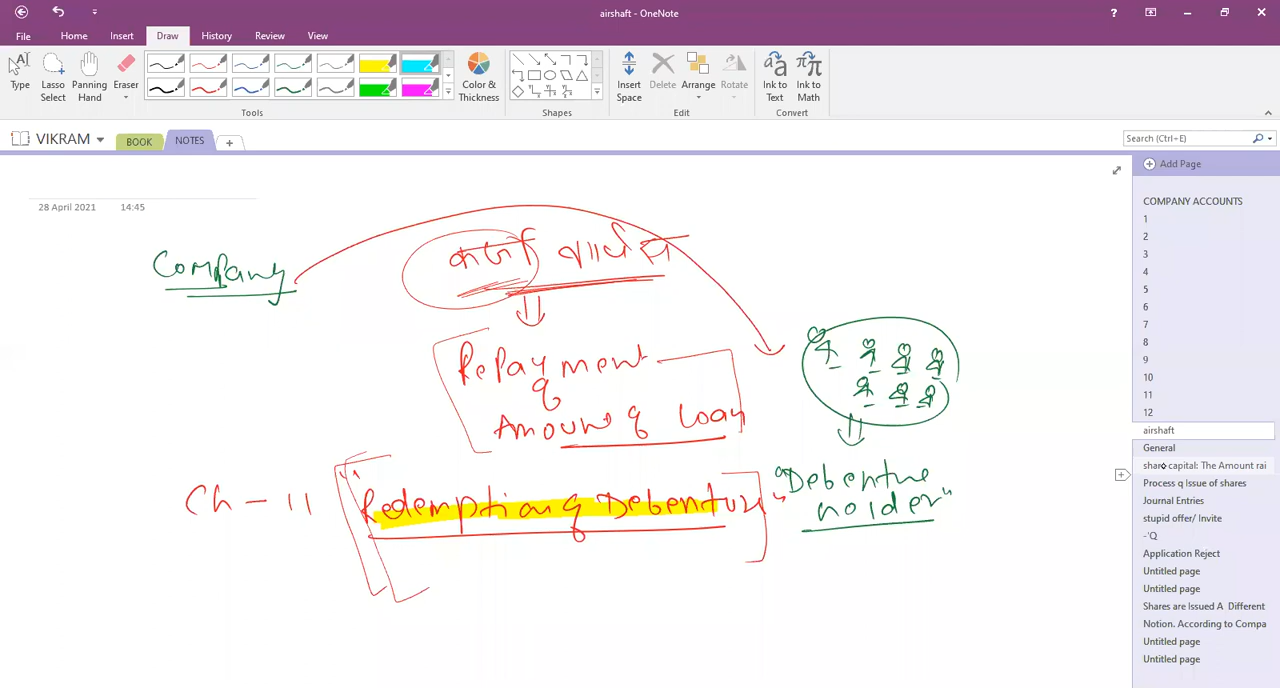 airshaft - OneNote
File Home Insert Draw History Review View
Type Lasso Select Panning Hand Eraser Color & Thickness Insert Space Delete Arrange Rotate Ink to Text Ink to Math
Tools Shapes Edit Convert
VIKRAM BOOK NOTES Search (Ctrl+E)
Add Page
28 April 2021 14:45
Company
Repayment
of
Amount of Loan
Ch - 11 "Redemption of Debenture"
"Debenture
holder"
COMPANY ACCOUNTS
1
2
3
4
5
6
7
8
9
10
11
12
airshaft
General
share capital: The Amount rai
Process q Issue of shares
Journal Entries
stupid offer/ Invite
-'Q
Application Reject
Untitled page
Untitled page
Shares are Issued A Different
Notion. According to Compa
Untitled page
Untitled page